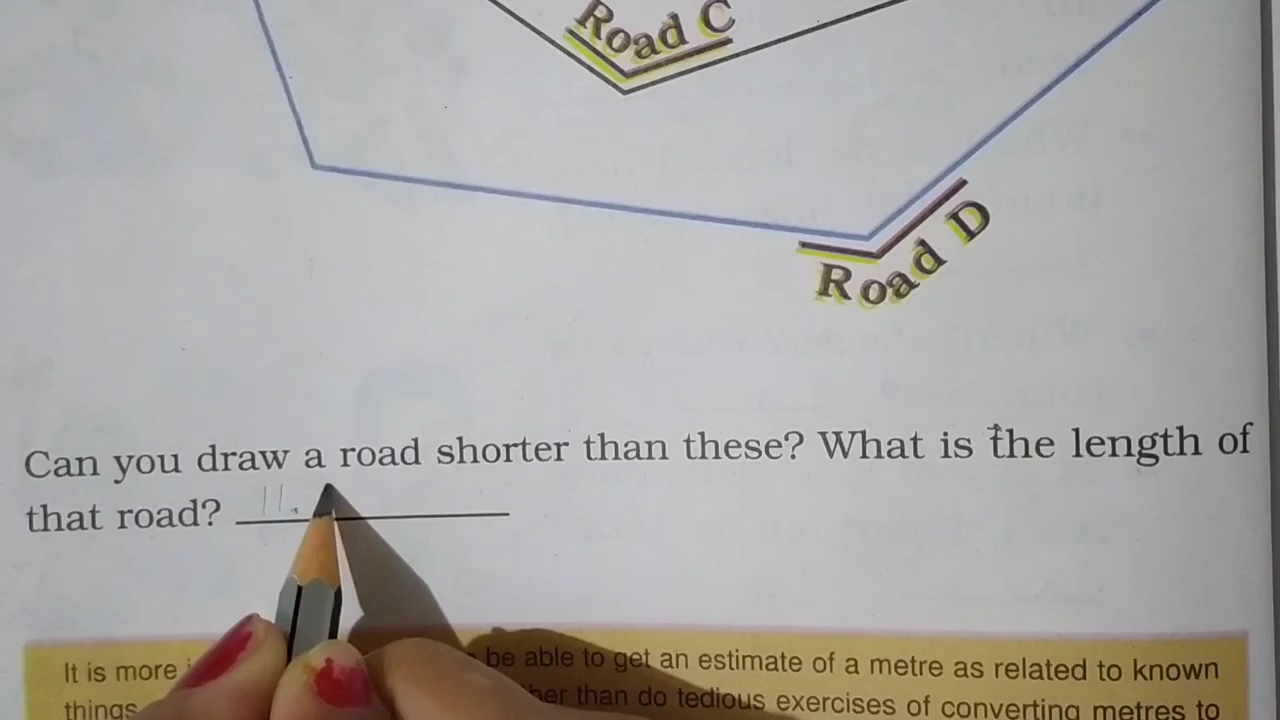 Road C
Road D
Can you draw a road shorter than these? What is the length of
that road? 11.
It is more be able to get an estimate of a metre as related to known
things than do tedious exercises of converting metres to